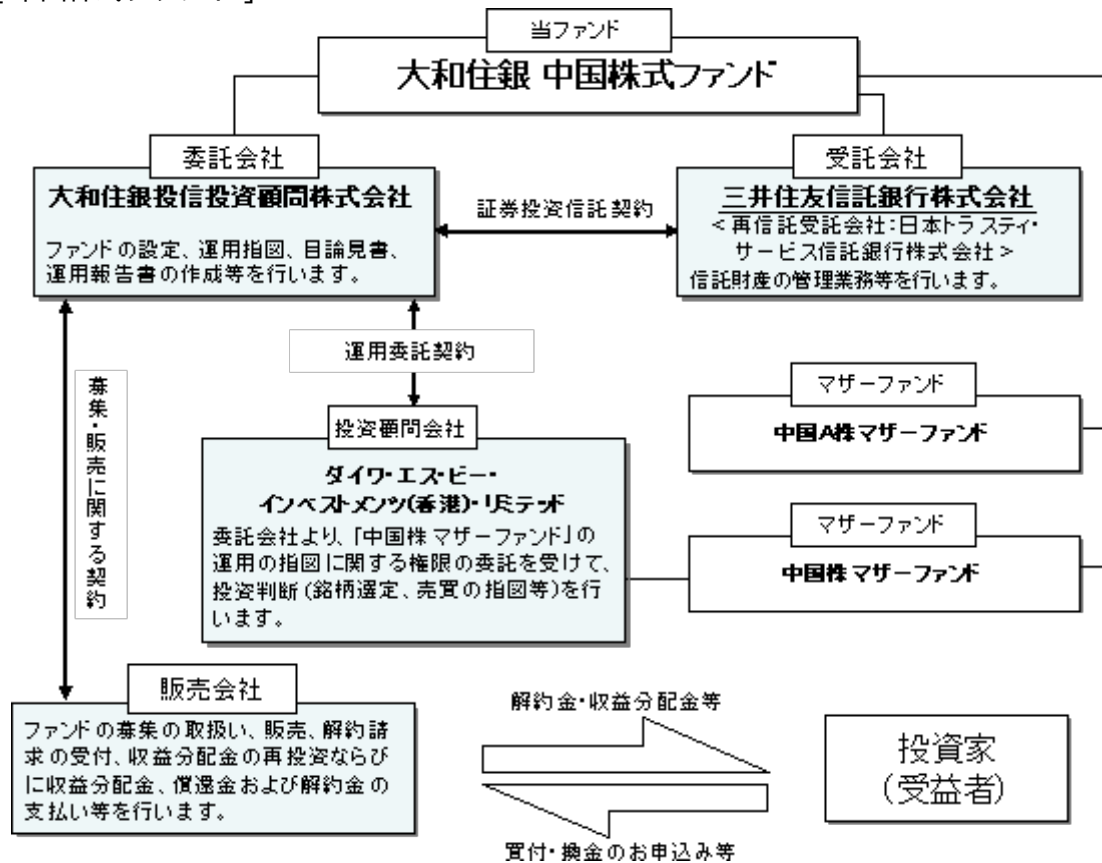 当ファンド
大和住銀 中国株式ファンド
委託会社
大和住銀投信投資顧問株式会社
ファンドの設定、運用指図、目論見書、
運用報告書の作成等を行います。
証券投資信託契約
受託会社
三井住友信託銀行株式会社
<再信託受託会社:日本トラスティ・
サービス信託銀行株式会社>
信託財産の管理業務等を行います。
運用委託契約
募集・販売に関する契約
投資顧問会社
ダイワ・エス・ビー・
インベストメンツ(香港)・リミテッド
委託会社より、「中国株マザーファンド」の
運用の指図に関する権限の委託を受けて、
投資判断(銘柄選定、売買の指図等)を行
います。
マザーファンド
中国A株マザーファンド
マザーファンド
中国株マザーファンド
販売会社
ファンドの募集の取扱い、販売、解約請
求の受付、収益分配金の再投資ならび
に収益分配金、償還金および解約金の
支払い等を行います。
解約金・収益分配金等
買付・換金のお申込み等
投資家
(受益者)